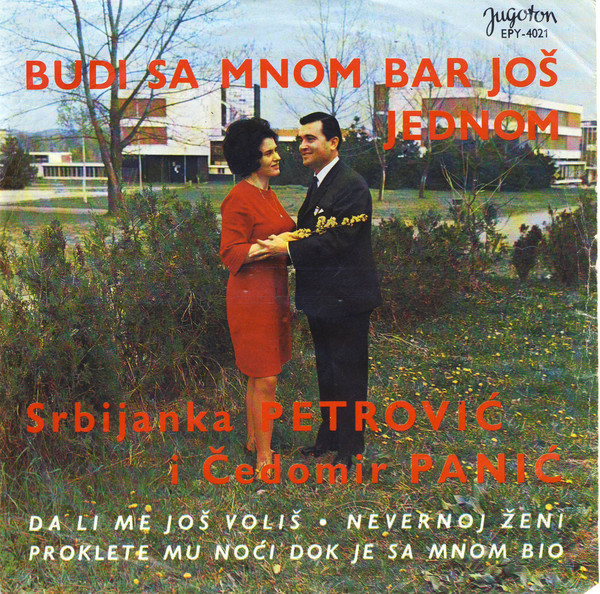 Jugoton
EPY-4021
BUDI SA MNOM BAR JOŠ
JEDNOM
Srbijanka PETROVIĆ
i Čedomir PANIĆ
DA LI ME JOŠ VOLIŠ • NEVERNOJ ŽENI
PROKLETE MU NOĆI DOK JE SA MNOM BIO